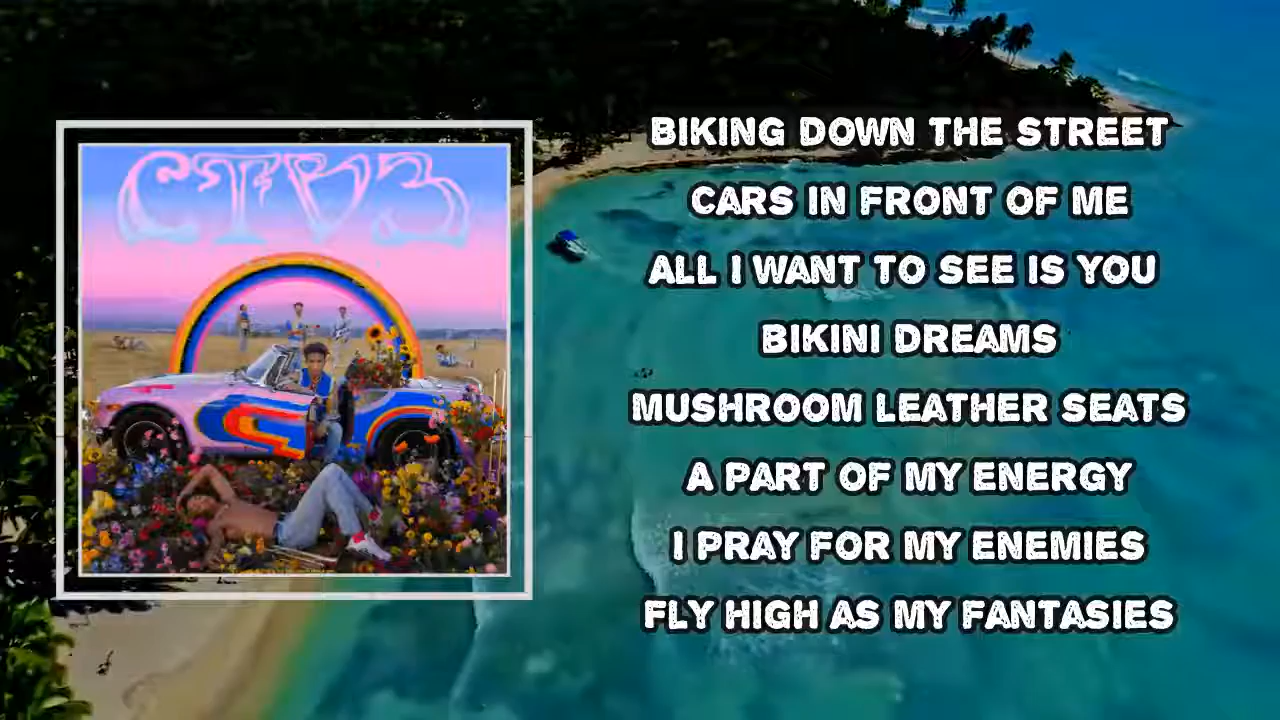 CTV3
BIKING DOWN THE STREET
CARS IN FRONT OF ME
ALL I WANT TO SEE IS YOU
BIKINI DREAMS
MUSHROOM LEATHER SEATS
A PART OF MY ENERGY
I PRAY FOR MY ENEMIES
FLY HIGH AS MY FANTASIES